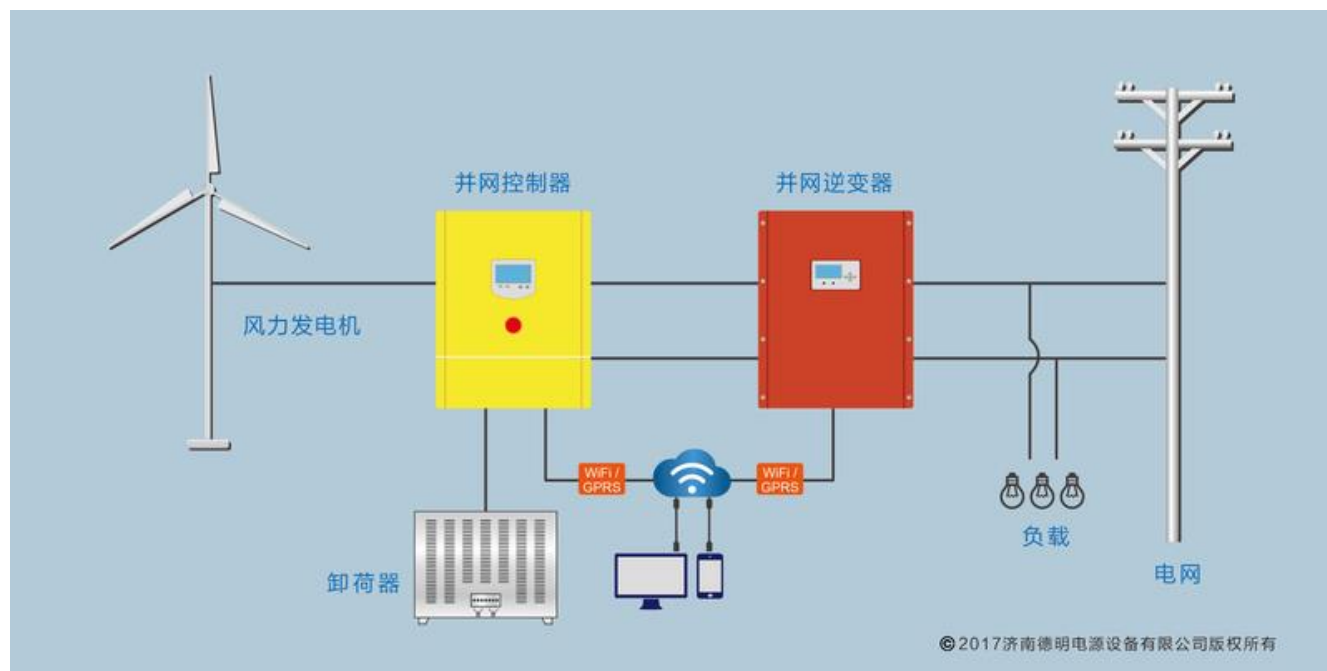 并网控制器
并网逆变器
风力发电机
WiFi /
GPRS
WiFi /
GPRS
负载
卸荷器
电网
©2017济南德明电源设备有限公司版权所有